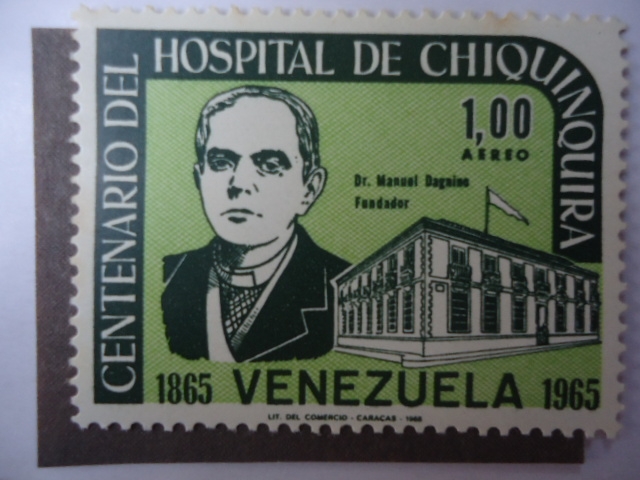 CENTENARIO DEL HOSPITAL DE CHIQUINQUIRA
1,00
AEREO
Dr. Manuel Dagnino
Fundador
1865 VENEZUELA 1965
LIT. DEL COMERCIO - CARACAS - 1965